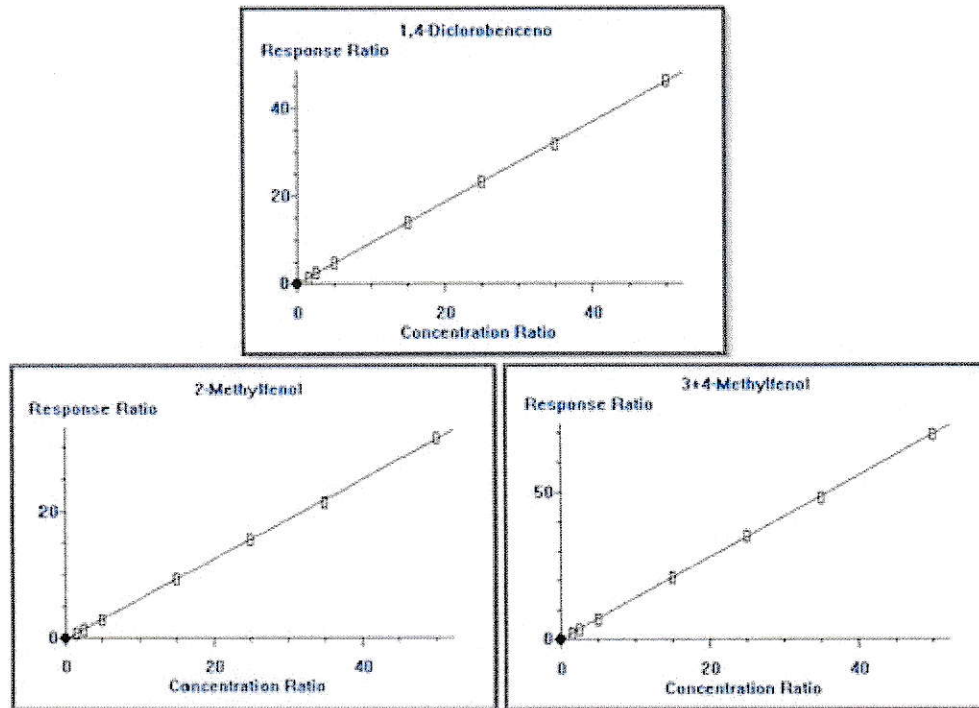 1,4-Diclorobenceno
Response Ratio
40
20
0
0 20 40
Concentration Ratio
2-Methylfenol
Response Ratio
20
0
0 20 40
Concentration Ratio
3+4-Methylfenol
Response Ratio
50
0
0 20 40
Concentration Ratio